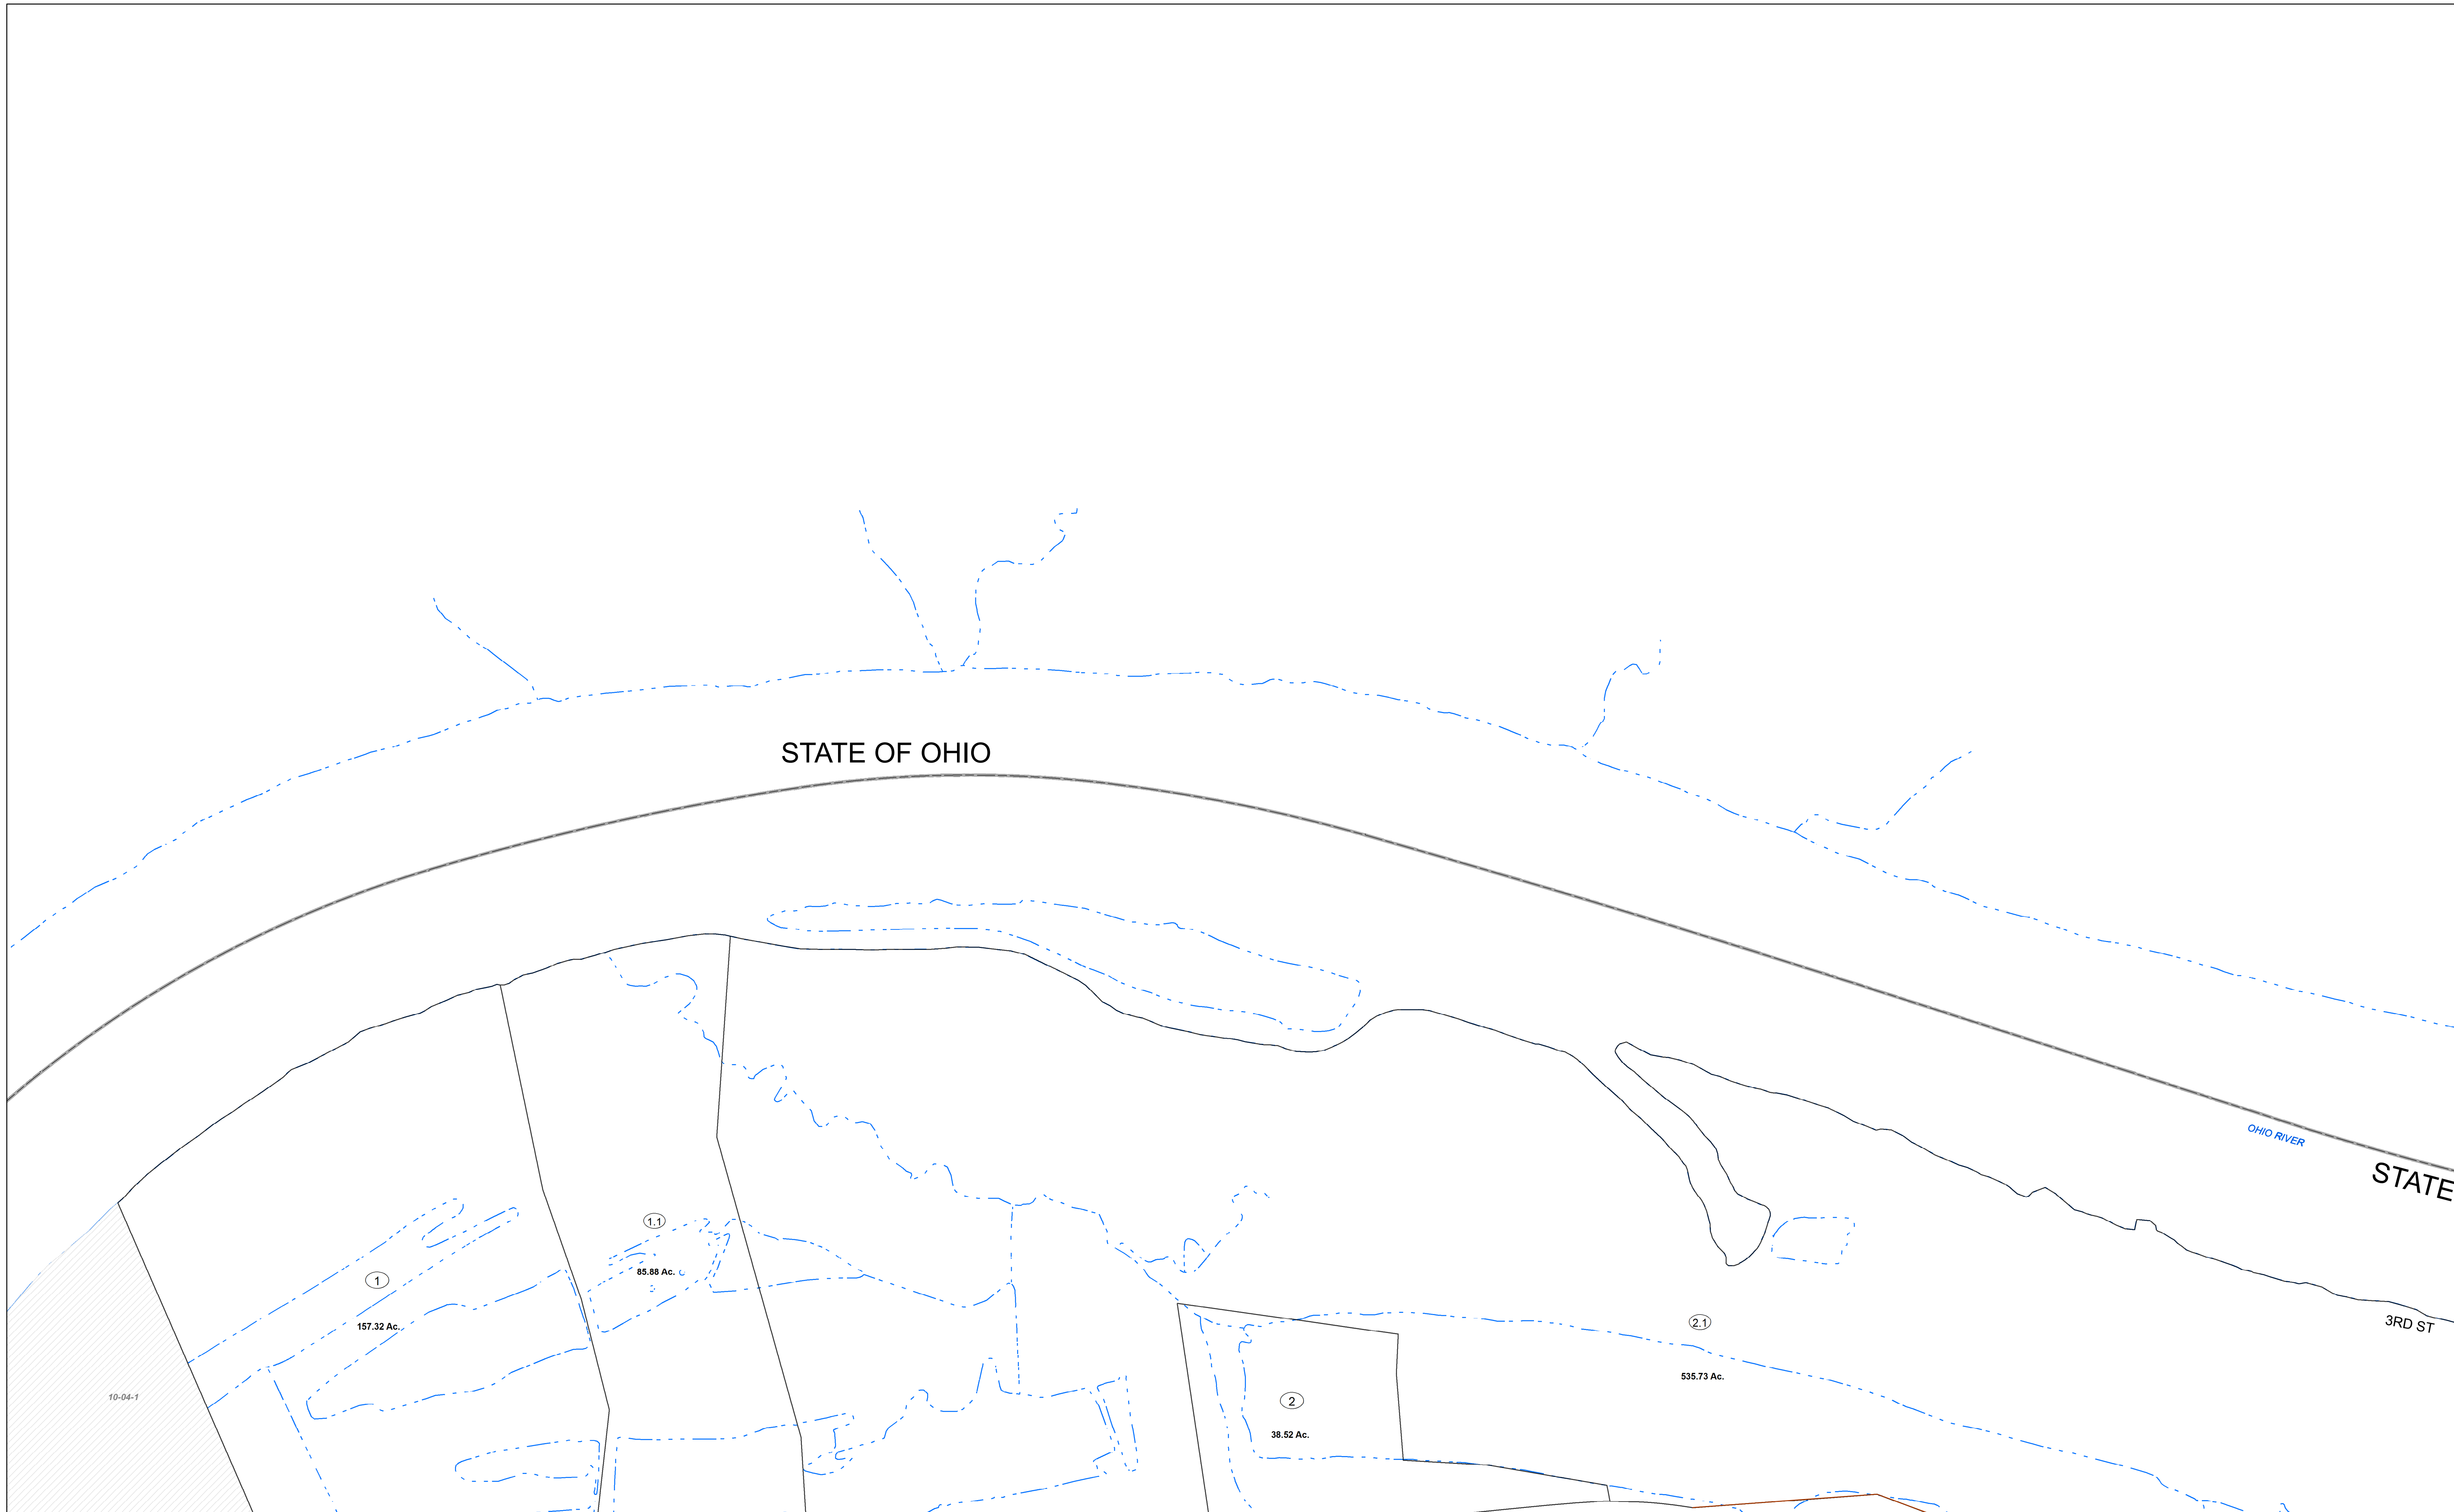 STATE OF OHIO
OHIO RIVER
STATE
1.1
85.88 Ac.
1
157.32 Ac.
2.1
3RD ST
535.73 Ac.
10-04-1
2
38.52 Ac.